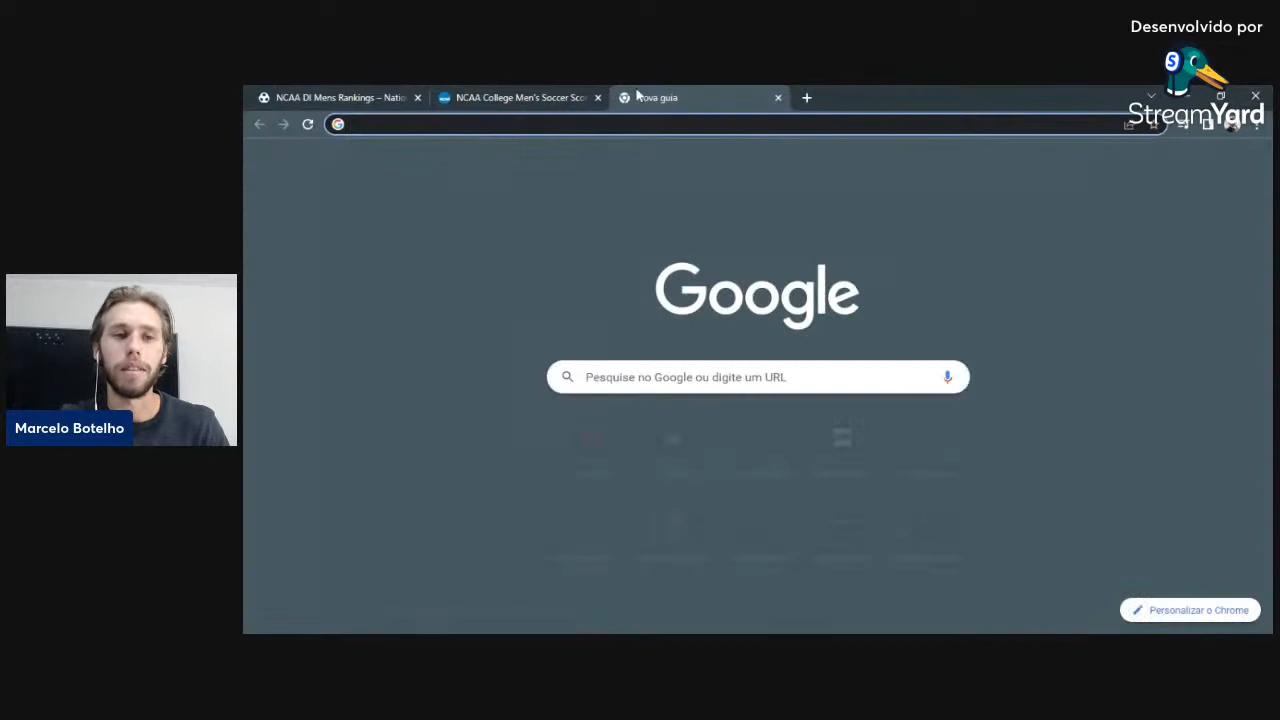 Desenvolvido por
StreamYard
NCAA DI Mens Rankings – Natio
NCAA College Men's Soccer Sco
ova guia
Google
Pesquise no Google ou digite um URL
Marcelo Botelho
Personalizar o Chrome